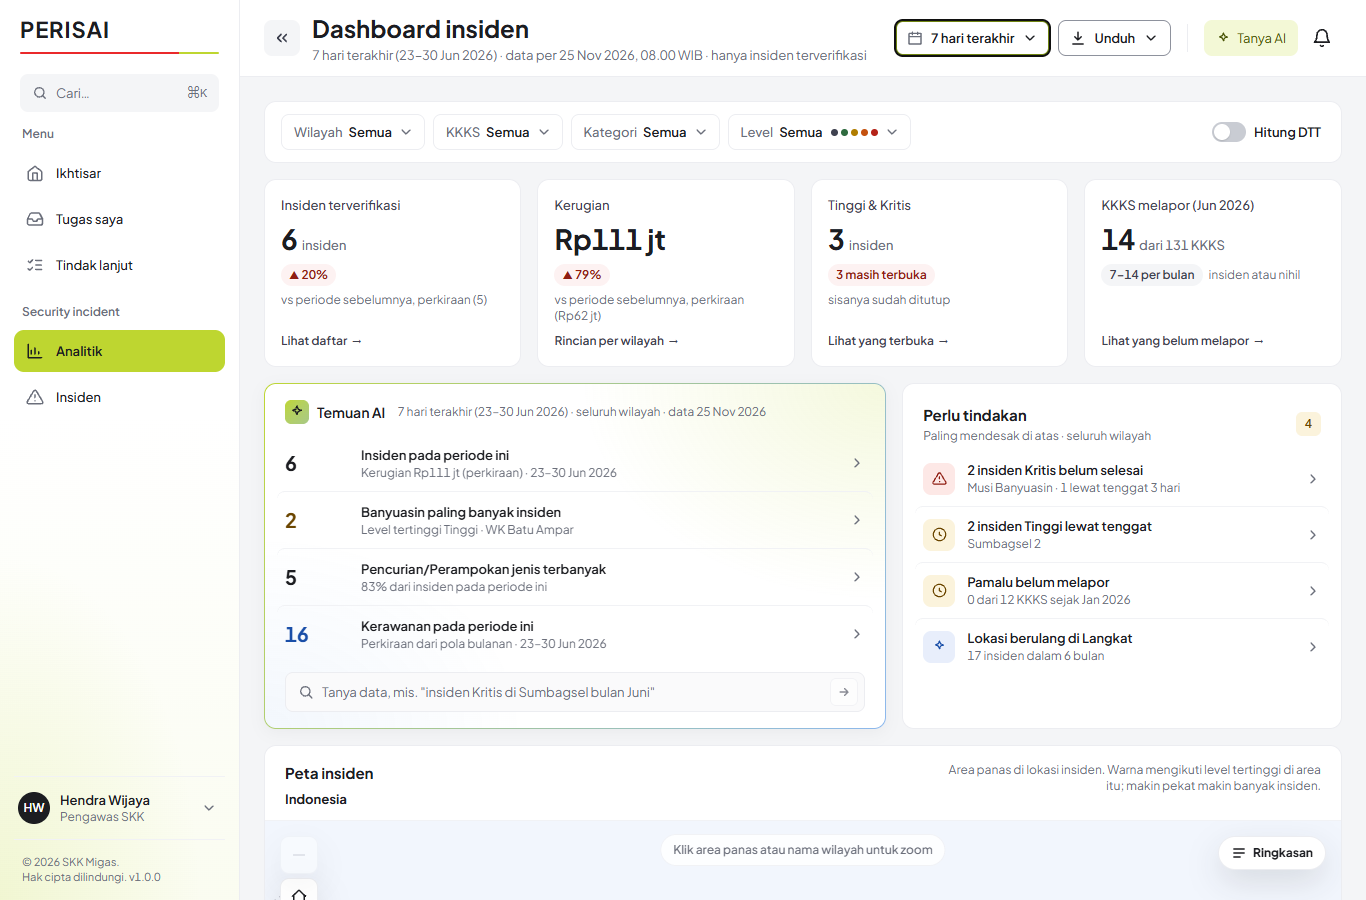 PERISAI
Cari...
⌘K
Menu
Ikhtisar
Tugas saya
Tindak lanjut
Security incident
Analitik
Insiden
HW
Hendra Wijaya
Pengawas SKK
© 2026 SKK Migas.
Hak cipta dilindungi. v1.0.0
Dashboard insiden
7 hari terakhir (23–30 Jun 2026) · data per 25 Nov 2026, 08.00 WIB · hanya insiden terverifikasi
7 hari terakhir
Unduh
Tanya AI
Wilayah Semua
KKKS Semua
Kategori Semua
Level Semua
Hitung DTT
Insiden terverifikasi
6 insiden
▲ 20%
vs periode sebelumnya, perkiraan (5)
Lihat daftar →
Kerugian
Rp111 jt
▲ 79%
vs periode sebelumnya, perkiraan
(Rp62 jt)
Rincian per wilayah →
Tinggi & Kritis
3 insiden
3 masih terbuka
sisanya sudah ditutup
Lihat yang terbuka →
KKKS melapor (Jun 2026)
14 dari 131 KKKS
7–14 per bulan insiden atau nihil
Lihat yang belum melapor →
Temuan AI 7 hari terakhir (23–30 Jun 2026) · seluruh wilayah · data 25 Nov 2026
6
Insiden pada periode ini
Kerugian Rp111 jt (perkiraan) · 23–30 Jun 2026
2
Banyuasin paling banyak insiden
Level tertinggi Tinggi · WK Batu Ampar
5
Pencurian/Perampokan jenis terbanyak
83% dari insiden pada periode ini
16
Kerawanan pada periode ini
Perkiraan dari pola bulanan · 23–30 Jun 2026
Tanya data, mis. "insiden Kritis di Sumbagsel bulan Juni"
→
Perlu tindakan
Paling mendesak di atas · seluruh wilayah
4
2 insiden Kritis belum selesai
Musi Banyuasin · 1 lewat tenggat 3 hari
2 insiden Tinggi lewat tenggat
Sumbagsel 2
Pamalu belum melapor
0 dari 12 KKKS sejak Jan 2026
Lokasi berulang di Langkat
17 insiden dalam 6 bulan
Peta insiden
Indonesia
Area panas di lokasi insiden. Warna mengikuti level tertinggi di area
itu; makin pekat makin banyak insiden.
Klik area panas atau nama wilayah untuk zoom
Ringkasan